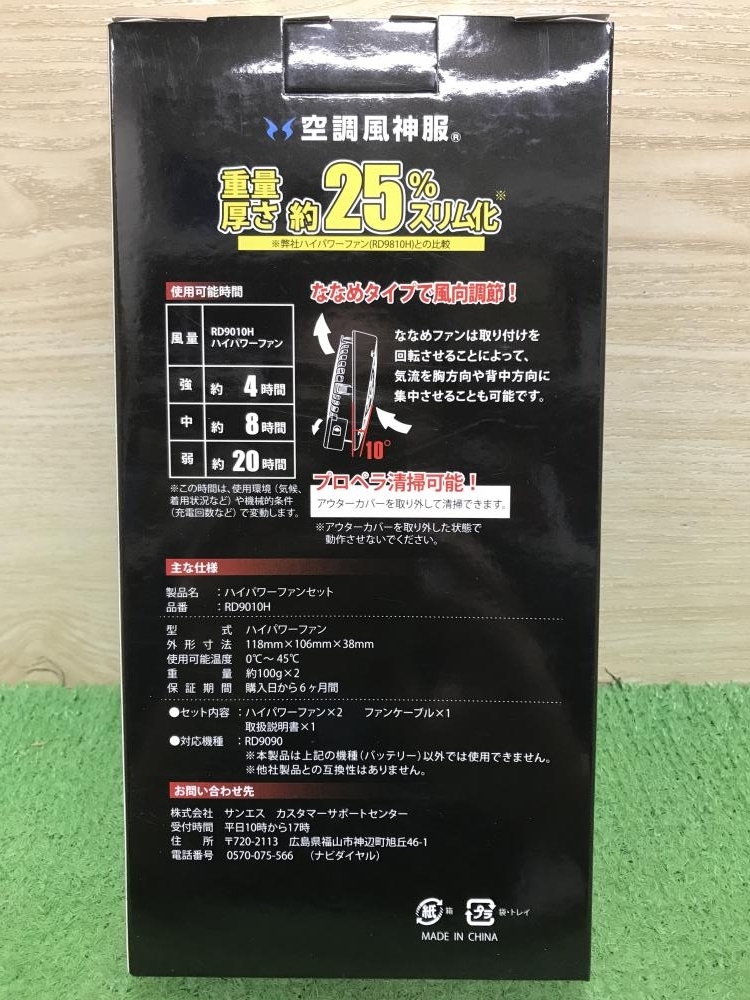 空調風神服®
重量
厚さ 約25%スリム化※
※弊社ハイパワーファン(RD9810H)との比較
使用可能時間
風量 RD9010H
ハイパワーファン
強 約 4時間
中 約 8時間
弱 約 20時間
※この時間は、使用環境(気候、
着用状況など)や機械的条件
(充電回数など)で変動します。
ななめタイプで風向調節！
ななめファンは取り付けを
回転させることによって、
気流を胸方向や背中方向に
集中させることも可能です。
10°
プロペラ清掃可能！
アウターカバーを取り外して清掃できます。
※アウターカバーを取り外した状態で
動作させないでください。
主な仕様
製品名 ：ハイパワーファンセット
品番 ：RD9010H
型式 ハイパワーファン
外形寸法 118mm×106mm×38mm
使用可能温度 0℃〜45℃
重量 約100g×2
保証期間 購入日から6ヶ月間
●セット内容：ハイパワーファン×2 ファンケーブル×1
取扱説明書×1
●対応機種 ：RD9090
※本製品は上記の機種(バッテリー)以外では使用できません。
※他社製品との互換性はありません。
お問い合わせ先
株式会社 サンエス カスタマーサポートセンター
受付時間 平日10時から17時
住所 〒720-2113 広島県福山市神辺町旭丘46-1
電話番号 0570-075-566 (ナビダイヤル)
紙 箱 プラ 袋・トレイ
MADE IN CHINA